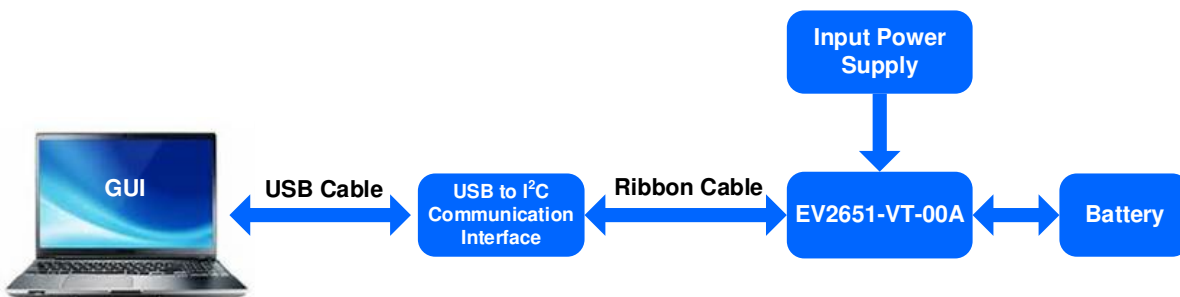 Input Power
Supply
GUI
USB Cable
USB to I²C
Communication
Interface
Ribbon Cable
EV2651-VT-00A
Battery